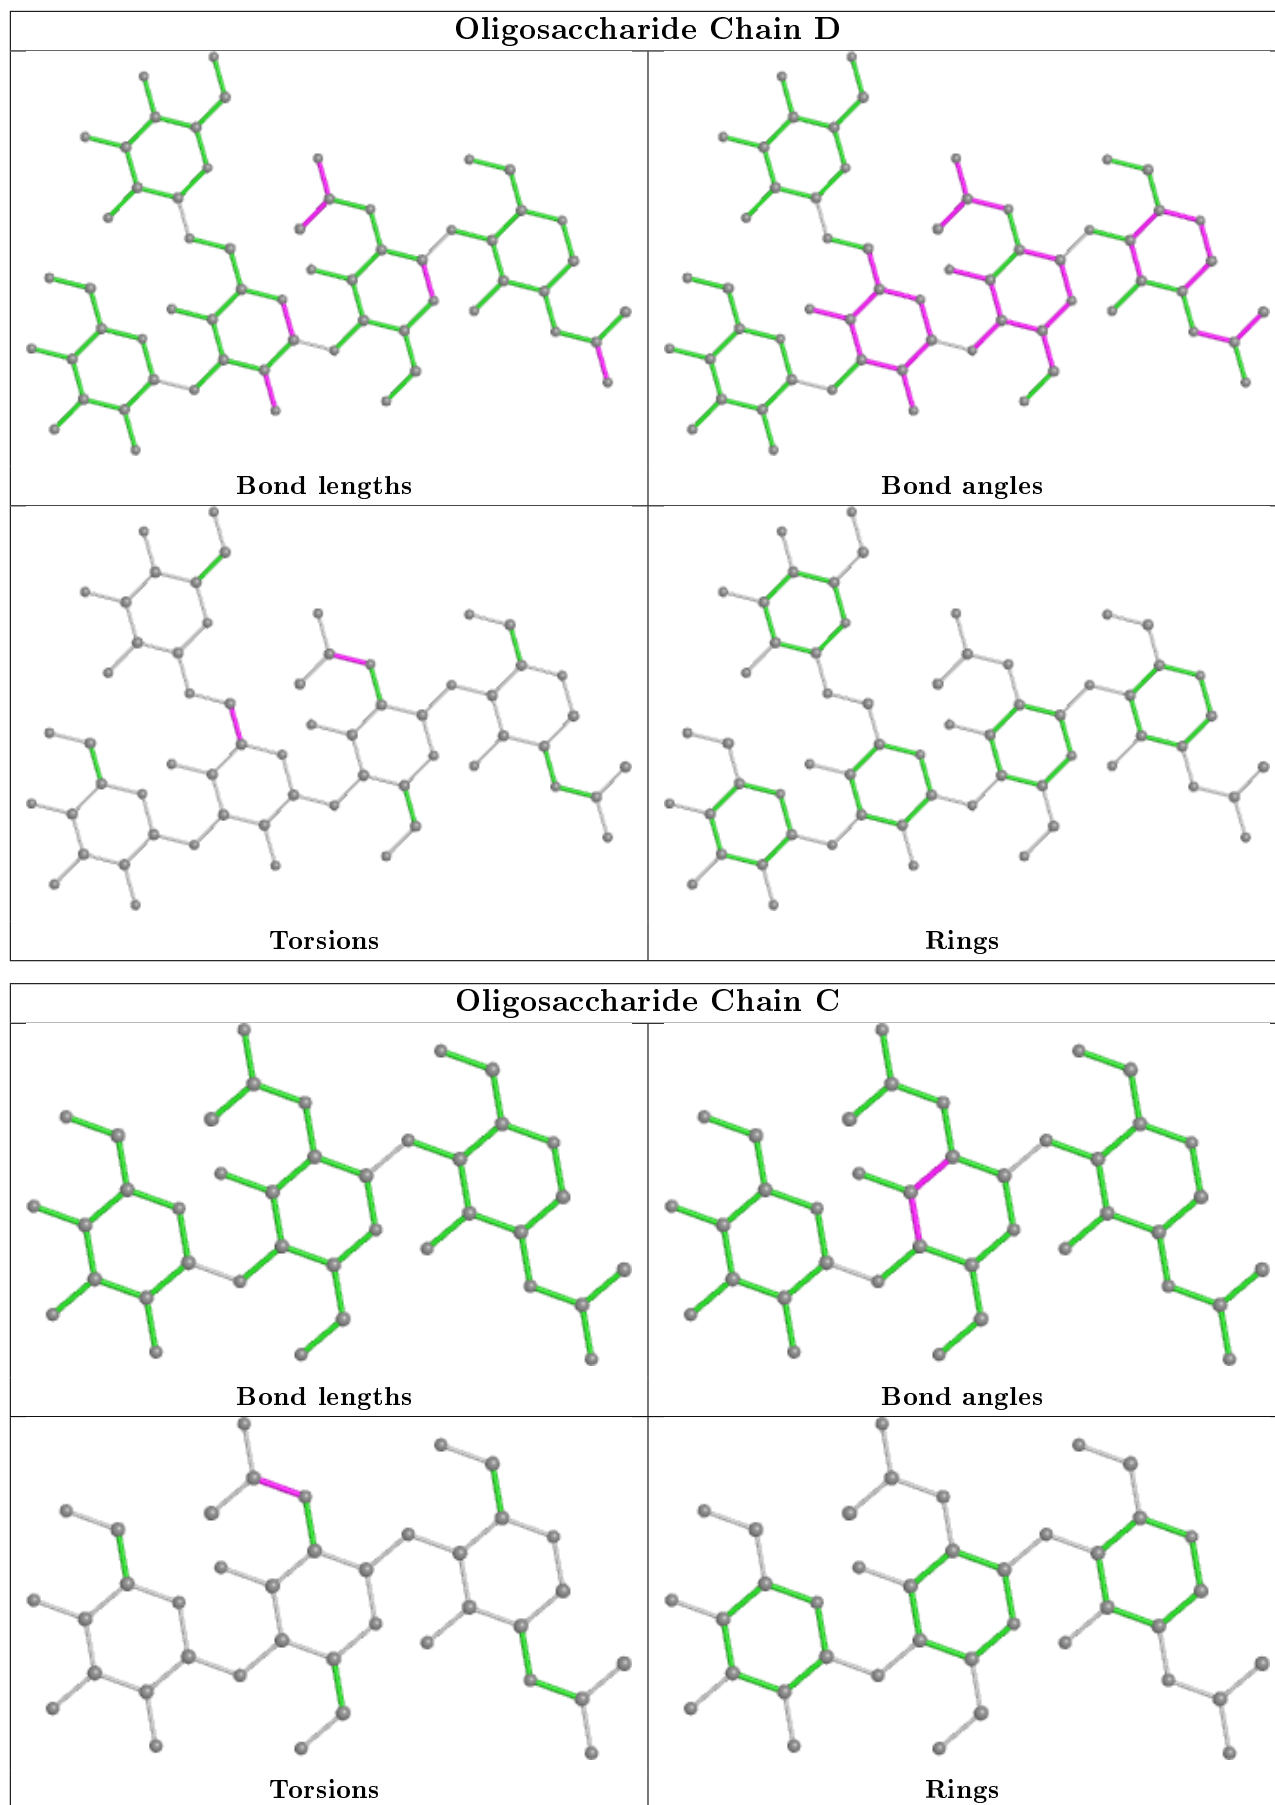 Oligosaccharide Chain D
Bond lengths
Bond angles
Torsions
Rings
Oligosaccharide Chain C
Bond lengths
Bond angles
Torsions
Rings